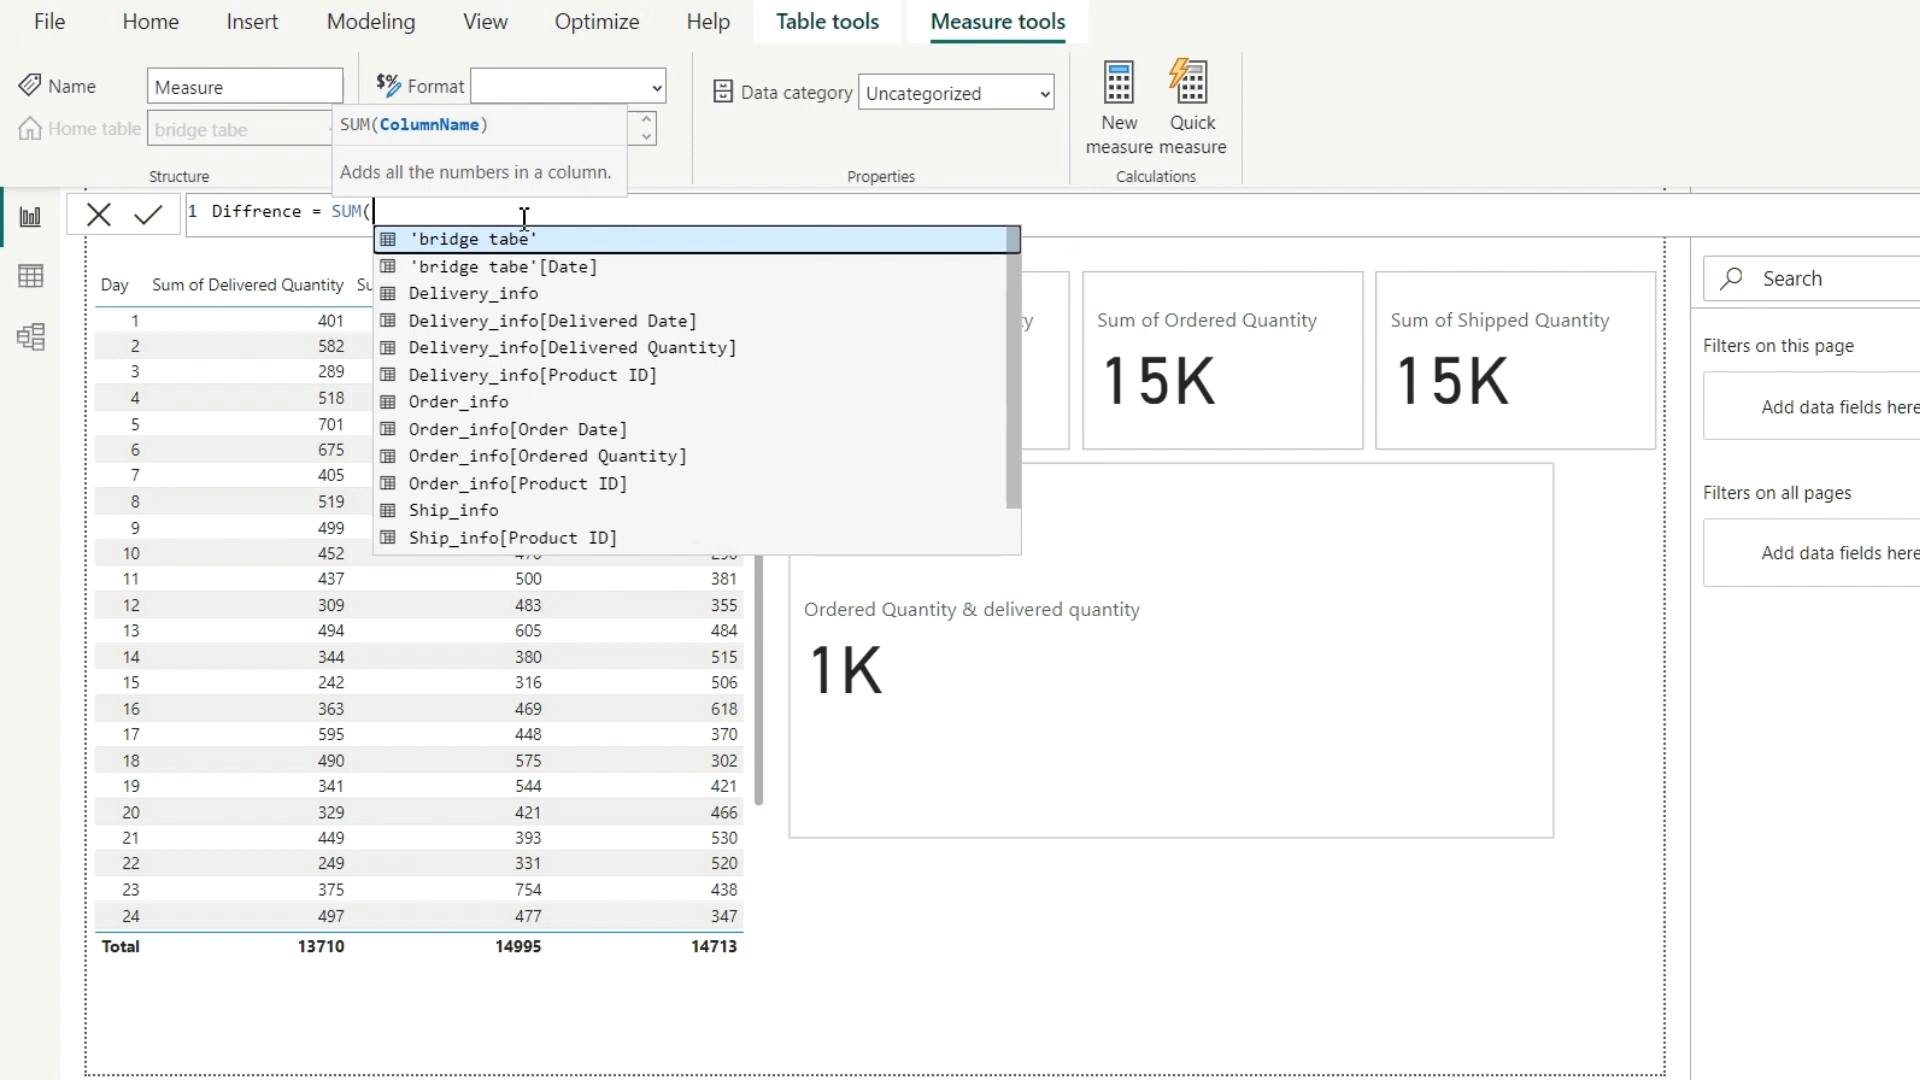 File Home Insert Modeling View Optimize Help Table tools Measure tools
Name Measure
Format
Data category Uncategorized
New measure
Quick measure
Home table bridge tabe
SUM(ColumnName)
Adds all the numbers in a column.
Structure
Properties
Calculations
1 Diffrence = SUM(
'bridge tabe'
'bridge tabe'[Date]
Delivery_info
Delivery_info[Delivered Date]
Delivery_info[Delivered Quantity]
Delivery_info[Product ID]
Order_info
Order_info[Order Date]
Order_info[Ordered Quantity]
Order_info[Product ID]
Ship_info
Ship_info[Product ID]
Day Sum of Delivered Quantity Su
1 401
2 582
3 289
4 518
5 701
6 675
7 405
8 519
9 499
10 452
11 437 500 381
12 309 483 355
13 494 605 484
14 344 380 515
15 242 316 506
16 363 469 618
17 595 448 370
18 490 575 302
19 341 544 421
20 329 421 466
21 449 393 530
22 249 331 520
23 375 754 438
24 497 477 347
Total 13710 14995 14713
ty
Sum of Ordered Quantity
15K
Sum of Shipped Quantity
15K
Ordered Quantity & delivered quantity
1K
Search
Filters on this page
Add data fields here
Filters on all pages
Add data fields here